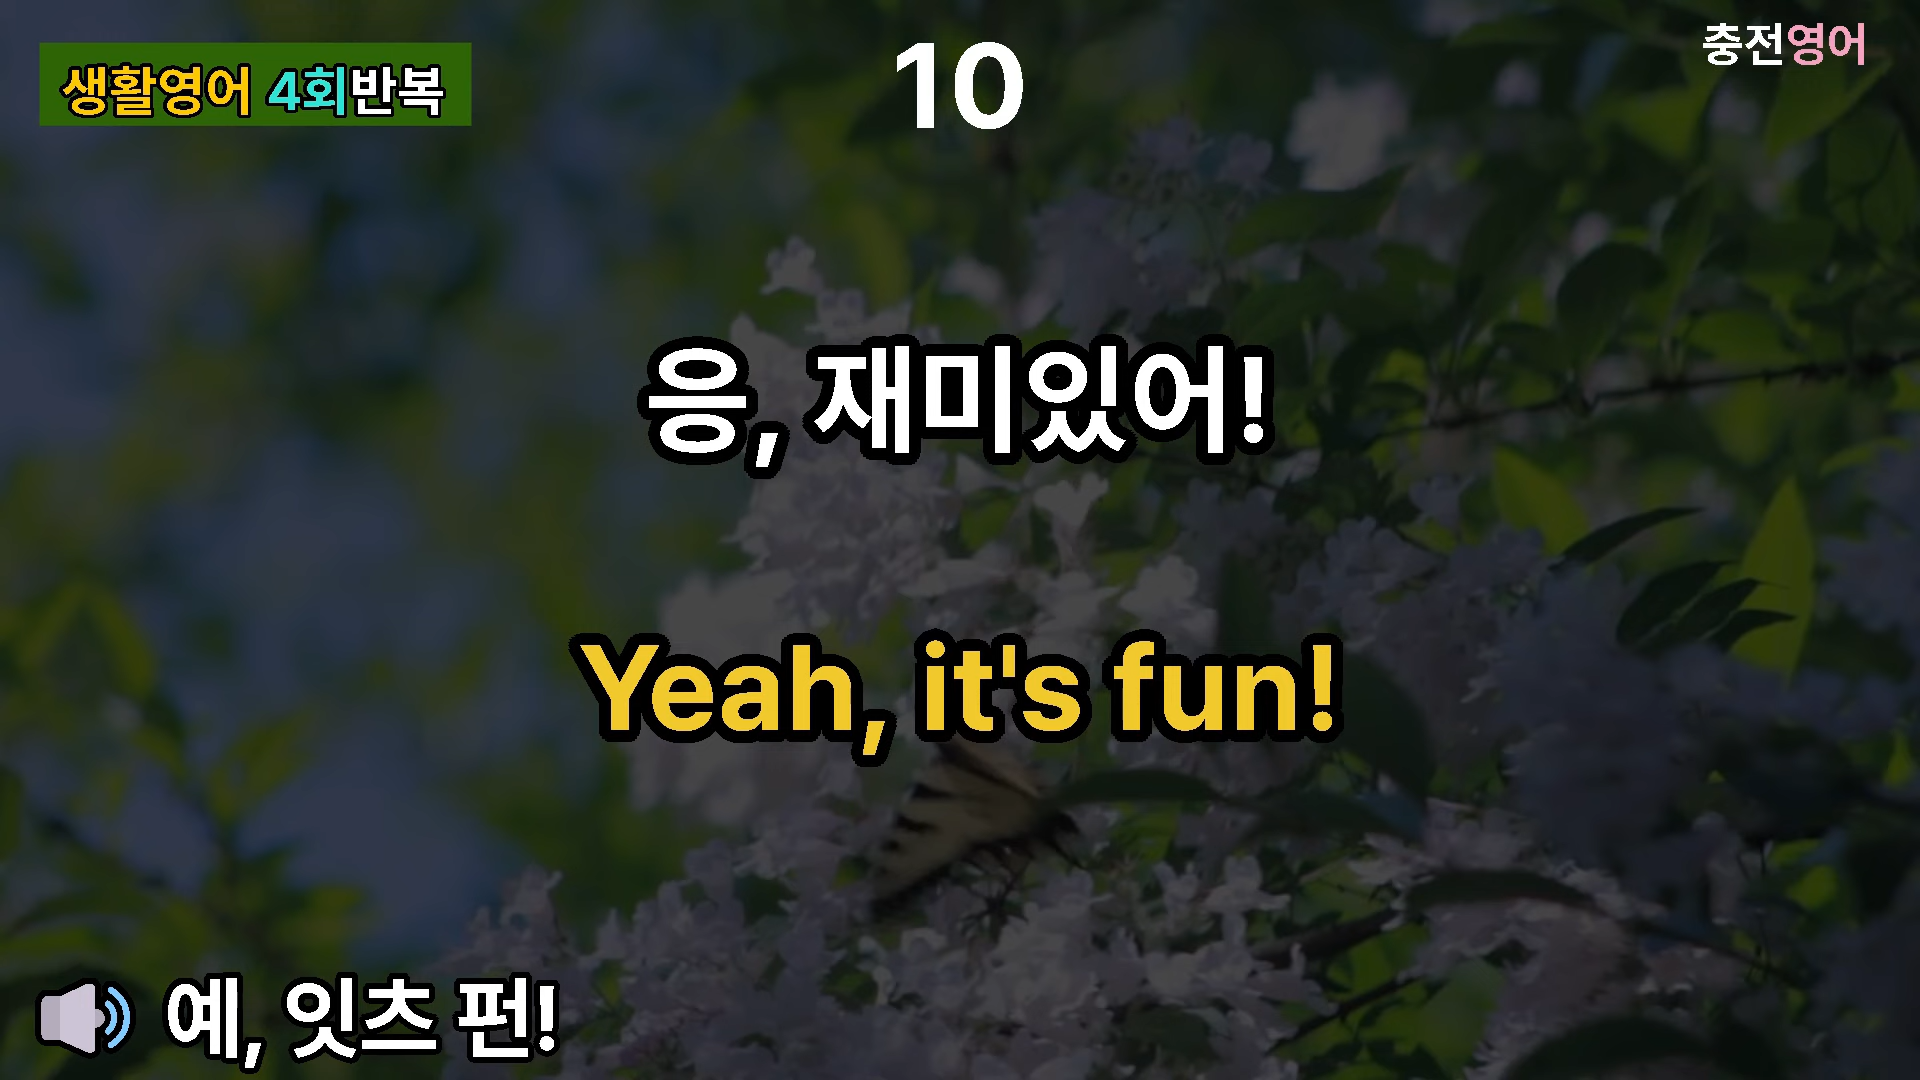 생활영어 4회반복
10
충전영어
응, 재미있어!
Yeah, it's fun!
예, 잇츠 펀!